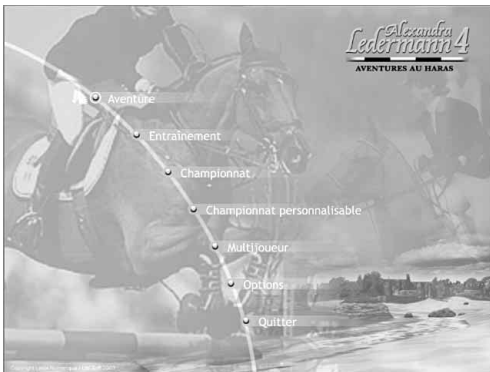 Alexandra
Ledermann 4
AVENTURES AU HARAS
Aventure
Entraînement
Championnat
Championnat personnalisable
Multijoueur
Options
Quitter